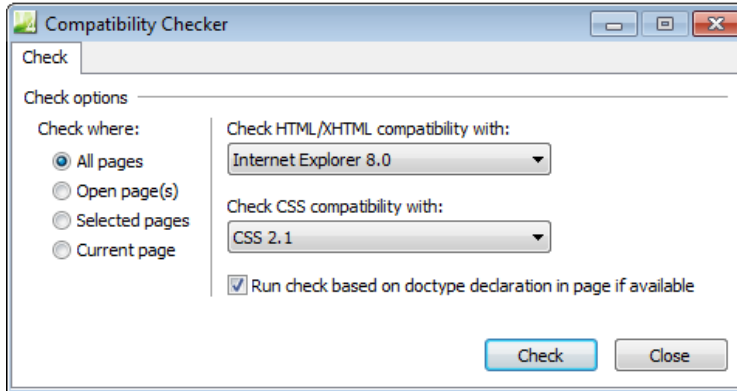 Compatibility Checker
Check
Check options
Check where:
All pages
Open page(s)
Selected pages
Current page
Check HTML/XHTML compatibility with:
Internet Explorer 8.0
Check CSS compatibility with:
CSS 2.1
Run check based on doctype declaration in page if available
Check Close